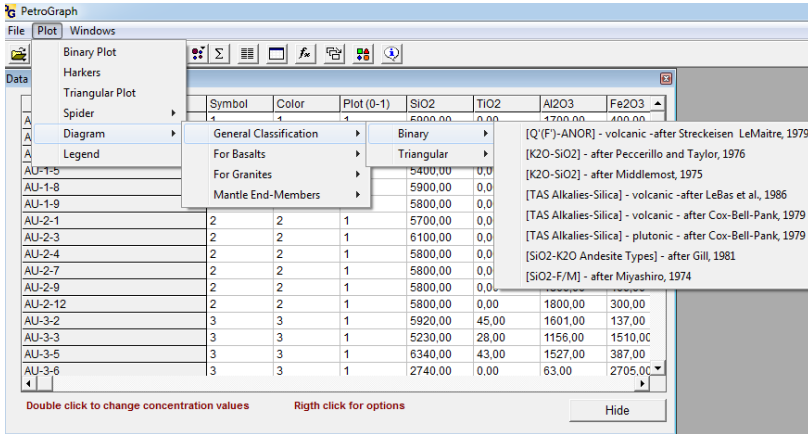 PetroGraph
File Plot Windows
Binary Plot
Harkers
Triangular Plot
Spider
Diagram
Legend
General Classification
For Basalts
For Granites
Mantle End-Members
Binary
Triangular
[Q'(F')-ANOR] - volcanic -after Streckeisen LeMaitre, 1979
[K2O-SiO2] - after Peccerillo and Taylor, 1976
[K2O-SiO2] - after Middlemost, 1975
[TAS Alkalies-Silica] - volcanic -after LeBas et al., 1986
[TAS Alkalies-Silica] - volcanic - after Cox-Bell-Pank, 1979
[TAS Alkalies-Silica] - plutonic - after Cox-Bell-Pank, 1979
[SiO2-K2O Andesite Types] - after Gill, 1981
[SiO2-F/M] - after Miyashiro, 1974
Data
Symbol Color Plot (0-1) SiO2 TiO2 Al2O3 Fe2O3
AU-1-5 5400,00
AU-1-8 5900,00
AU-1-9 5800,00
AU-2-1 2 2 1 5700,00
AU-2-3 2 2 1 6100,00
AU-2-4 2 2 1 5800,00
AU-2-7 2 2 1 5800,00
AU-2-9 2 2 1 5800,00
AU-2-12 2 2 1 5800,00 0,00 1800,00 300,00
AU-3-2 3 3 1 5920,00 45,00 1601,00 137,00
AU-3-3 3 3 1 5230,00 28,00 1156,00 1510,00
AU-3-5 3 3 1 6340,00 43,00 1527,00 387,00
AU-3-6 3 3 1 2740,00 0,00 63,00 2705,00
Double click to change concentration values Rigth click for options
Hide